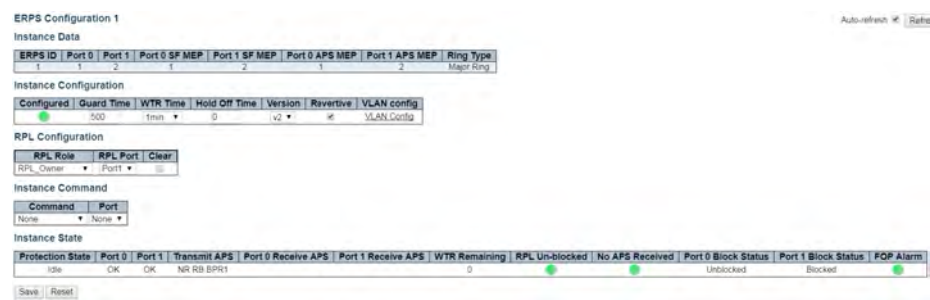 ERPS Configuration 1
Auto-refresh Refre
Instance Data
ERPS ID Port 0 Port 1 Port 0 SF MEP Port 1 SF MEP Port 0 APS MEP Port 1 APS MEP Ring Type
1 1 2 1 2 1 2 Major Ring
Instance Configuration
Configured Guard Time WTR Time Hold Off Time Version Revertive VLAN config
500 1min 0 v2 VLAN Config
RPL Configuration
RPL Role RPL Port Clear
RPL_Owner Port1
Instance Command
Command Port
None None
Instance State
Protection State Port 0 Port 1 Transmit APS Port 0 Receive APS Port 1 Receive APS WTR Remaining RPL Un-blocked No APS Received Port 0 Block Status Port 1 Block Status FOP Alarm
Idle OK OK NR RB BPR1 0 Unblocked Blocked
Save Reset